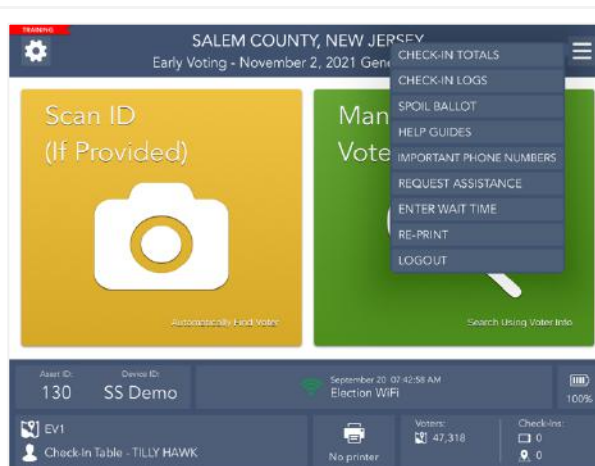 TRAINING
SALEM COUNTY, NEW JERSEY
Early Voting - November 2, 2021 Gene
CHECK-IN TOTALS
CHECK-IN LOGS
SPOIL BALLOT
HELP GUIDES
IMPORTANT PHONE NUMBERS
REQUEST ASSISTANCE
ENTER WAIT TIME
RE-PRINT
LOGOUT
Scan ID
(If Provided)
Automatically Find Voter
Man
Vote
Search Using Voter Info
Asset ID:
130
Device ID:
SS Demo
September 20 07:42:58 AM
Election WiFi
100%
EV1
Check-In Table - TILLY HAWK
No printer
Voters:
47,318
Check-Ins:
0
0